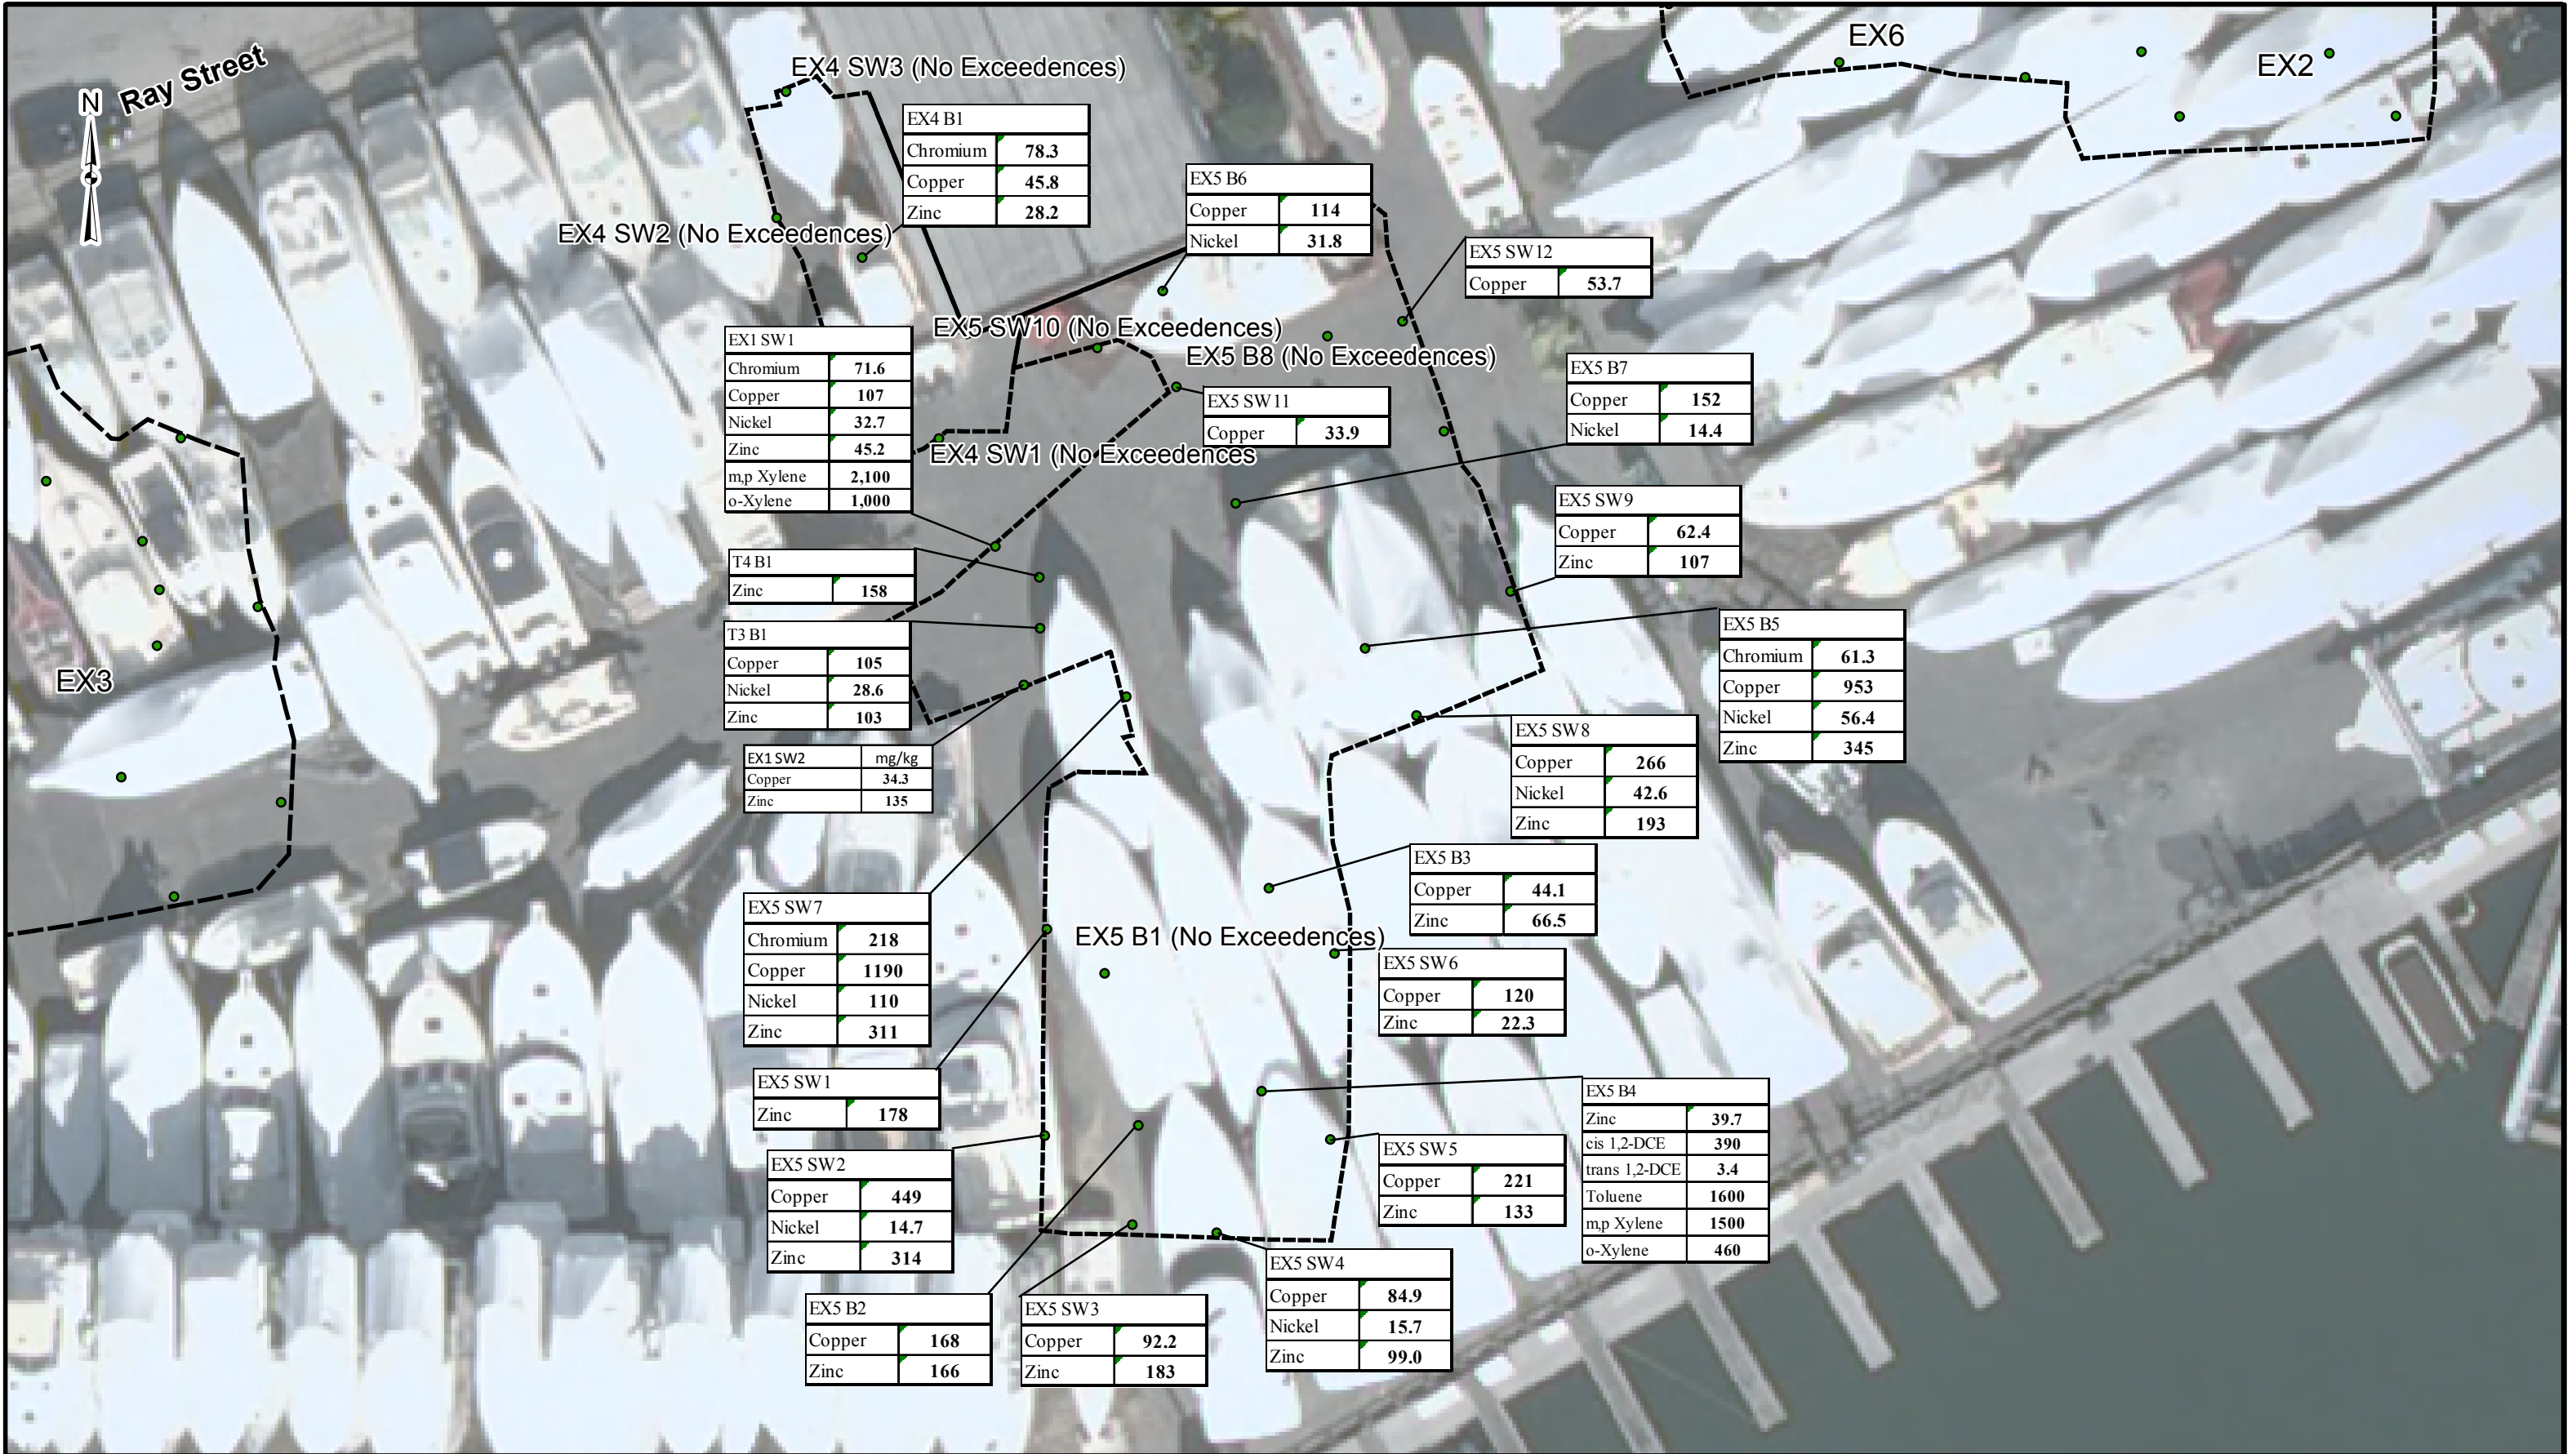 Ray Street
N
EX4 SW3 (No Exceedences)
EX6
EX2
EX4 B1
Chromium 78.3
Copper 45.8
Zinc 28.2
EX4 SW2 (No Exceedences)
EX5 B6
Copper 114
Nickel 31.8
EX5 SW12
Copper 53.7
EX5 SW10 (No Exceedences)
EX5 B8 (No Exceedences)
EX1 SW1
Chromium 71.6
Copper 107
Nickel 32.7
Zinc 45.2
m,p Xylene 2,100
o-Xylene 1,000
EX5 SW11
Copper 33.9
EX4 SW1 (No Exceedences
EX5 B7
Copper 152
Nickel 14.4
EX5 SW9
Copper 62.4
Zinc 107
T4 B1
Zinc 158
T3 B1
Copper 105
Nickel 28.6
Zinc 103
EX3
EX5 B5
Chromium 61.3
Copper 953
Nickel 56.4
Zinc 345
EX1 SW2 mg/kg
Copper 34.3
Zinc 135
EX5 SW8
Copper 266
Nickel 42.6
Zinc 193
EX5 B3
Copper 44.1
Zinc 66.5
EX5 SW7
Chromium 218
Copper 1190
Nickel 110
Zinc 311
EX5 B1 (No Exceedences)
EX5 SW6
Copper 120
Zinc 22.3
EX5 SW1
Zinc 178
EX5 B4
Zinc 39.7
cis 1,2-DCE 390
trans 1,2-DCE 3.4
Toluene 1600
m,p Xylene 1500
o-Xylene 460
EX5 SW5
Copper 221
Zinc 133
EX5 SW2
Copper 449
Nickel 14.7
Zinc 314
EX5 SW4
Copper 84.9
Nickel 15.7
Zinc 99.0
EX5 B2
Copper 168
Zinc 166
EX5 SW3
Copper 92.2
Zinc 183